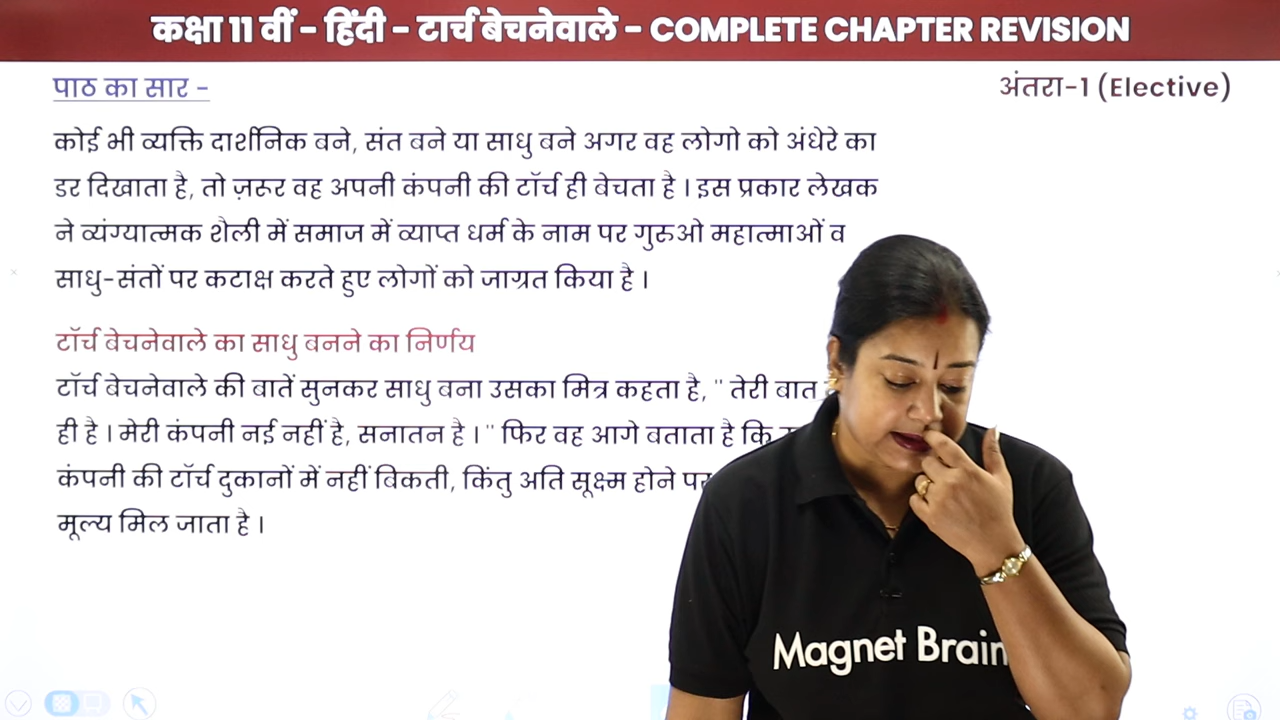 कक्षा 11 वीं - हिंदी - टार्च बेचनेवाले - COMPLETE CHAPTER REVISION
पाठ का सार -
अंतरा-1 (Elective)
कोई भी व्यक्ति दार्शनिक बने, संत बने या साधु बने अगर वह लोगो को अंधेरे का
डर दिखाता है, तो ज़रूर वह अपनी कंपनी की टॉर्च ही बेचता है । इस प्रकार लेखक
ने व्यंग्यात्मक शैली में समाज में व्याप्त धर्म के नाम पर गुरुओ महात्माओं व
साधु-संतों पर कटाक्ष करते हुए लोगों को जाग्रत किया है ।
टॉर्च बेचनेवाले का साधु बनने का निर्णय
टॉर्च बेचनेवाले की बातें सुनकर साधु बना उसका मित्र कहता है, " तेरी बात
ही है । मेरी कंपनी नई नहीं है, सनातन है । " फिर वह आगे बताता है कि
कंपनी की टॉर्च दुकानों में नहीं बिकती, किंतु अति सूक्ष्म होने पर
मूल्य मिल जाता है ।
Magnet Brain